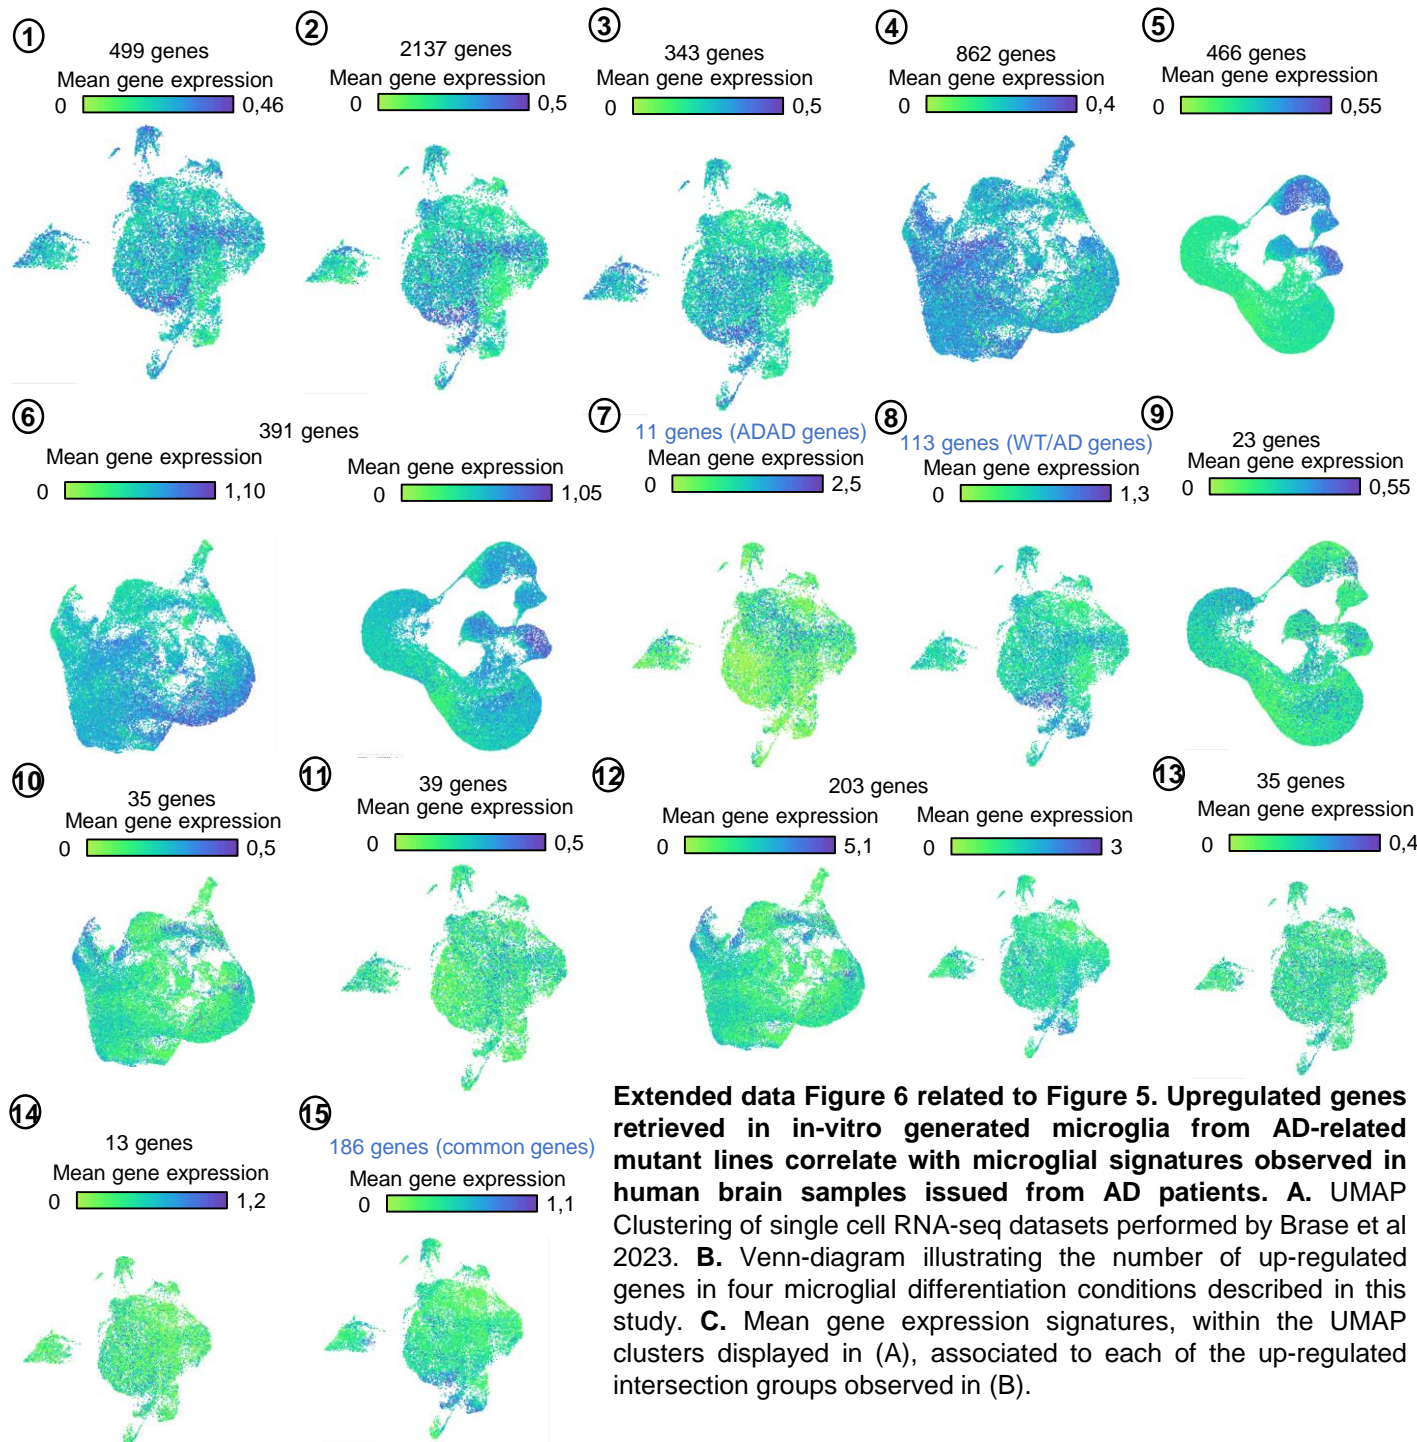 1
499 genes
Mean gene expression
0 0,46
2
2137 genes
Mean gene expression
0 0,5
3
343 genes
Mean gene expression
0 0,5
4
862 genes
Mean gene expression
0 0,4
5
466 genes
Mean gene expression
0 0,55
6
391 genes
Mean gene expression
0 1,10
Mean gene expression
0 1,05
7
11 genes (ADAD genes)
Mean gene expression
0 2,5
8
113 genes (WT/AD genes)
Mean gene expression
0 1,3
9
23 genes
Mean gene expression
0 0,55
10
35 genes
Mean gene expression
0 0,5
11
39 genes
Mean gene expression
0 0,5
12
203 genes
Mean gene expression
0 5,1
Mean gene expression
0 3
13
35 genes
Mean gene expression
0 0,4
14
13 genes
Mean gene expression
0 1,2
15
186 genes (common genes)
Mean gene expression
0 1,1
Extended data Figure 6 related to Figure 5. Upregulated genes
retrieved in in-vitro generated microglia from AD-related
mutant lines correlate with microglial signatures observed in
human brain samples issued from AD patients. A. UMAP
Clustering of single cell RNA-seq datasets performed by Brase et al
2023. B. Venn-diagram illustrating the number of up-regulated
genes in four microglial differentiation conditions described in this
study. C. Mean gene expression signatures, within the UMAP
clusters displayed in (A), associated to each of the up-regulated
intersection groups observed in (B).